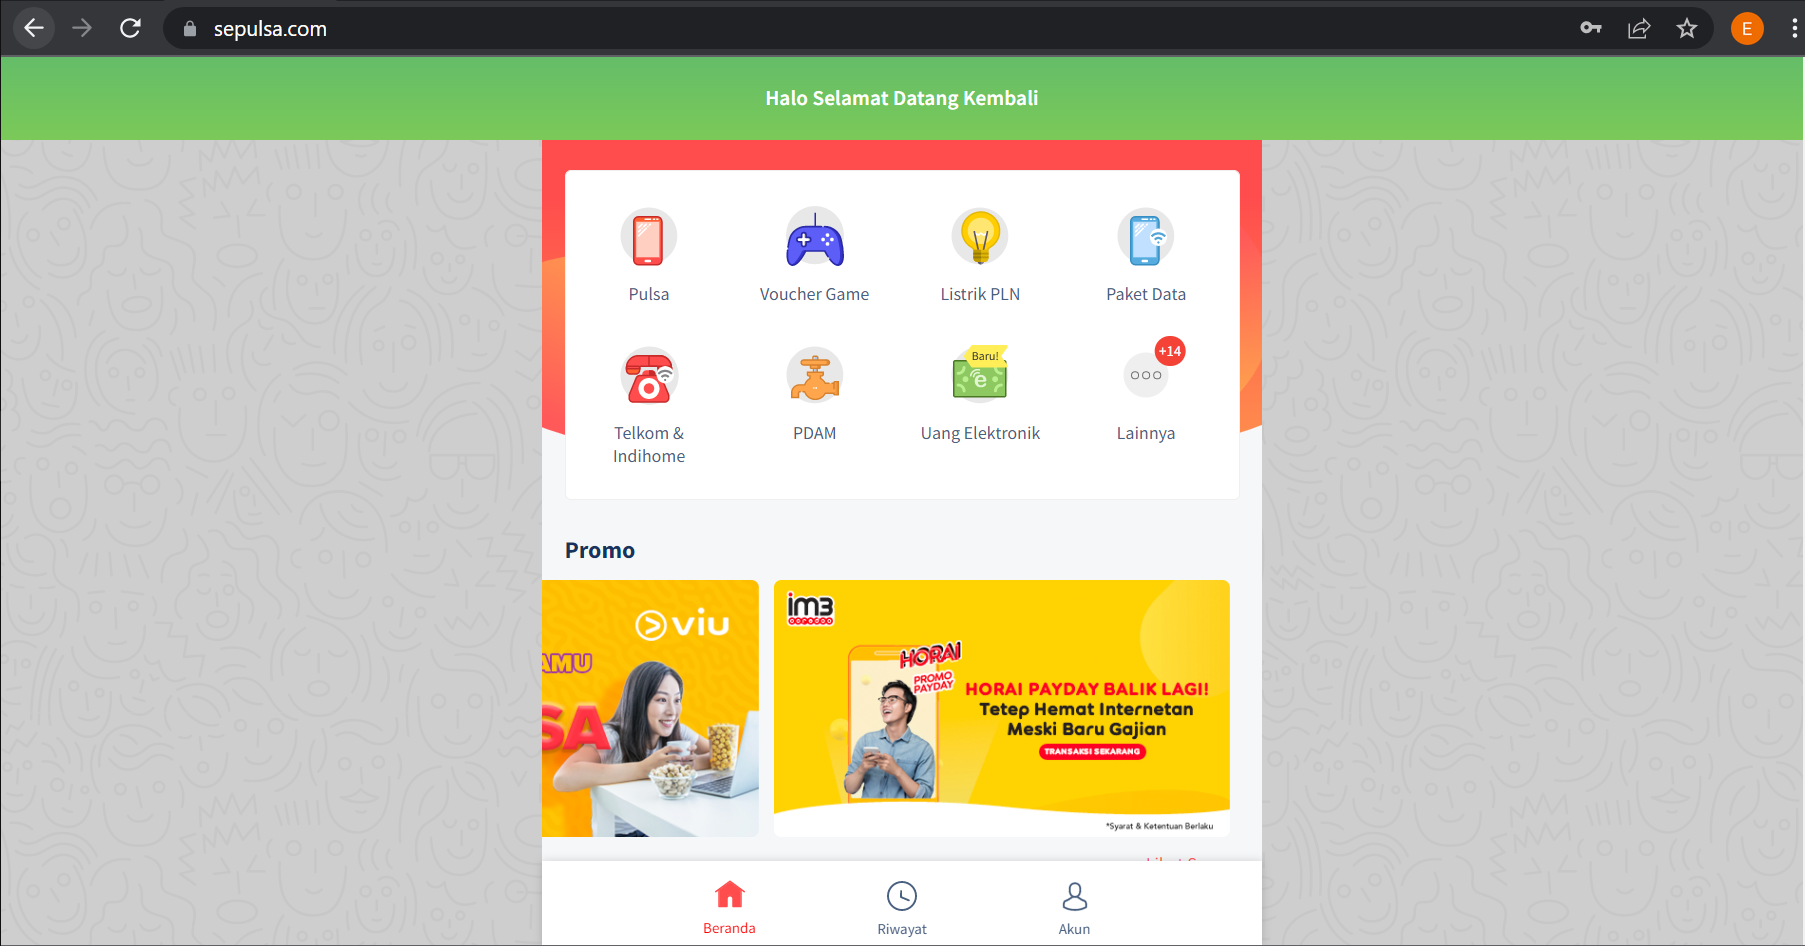 sepulsa.com
E
Halo Selamat Datang Kembali
Pulsa
Voucher Game
Listrik PLN
Paket Data
Telkom &
Indihome
PDAM
Baru!
e
Uang Elektronik
+14
Lainnya
Promo
viu
AMU
SA
im3
ooredoo
HORAI
PROMO
PAYDAY
HORAI PAYDAY BALIK LAGI!
Tetep Hemat Internetan
Meski Baru Gajian
TRANSAKSI SEKARANG
*Syarat & Ketentuan Berlaku
Beranda
Riwayat
Akun